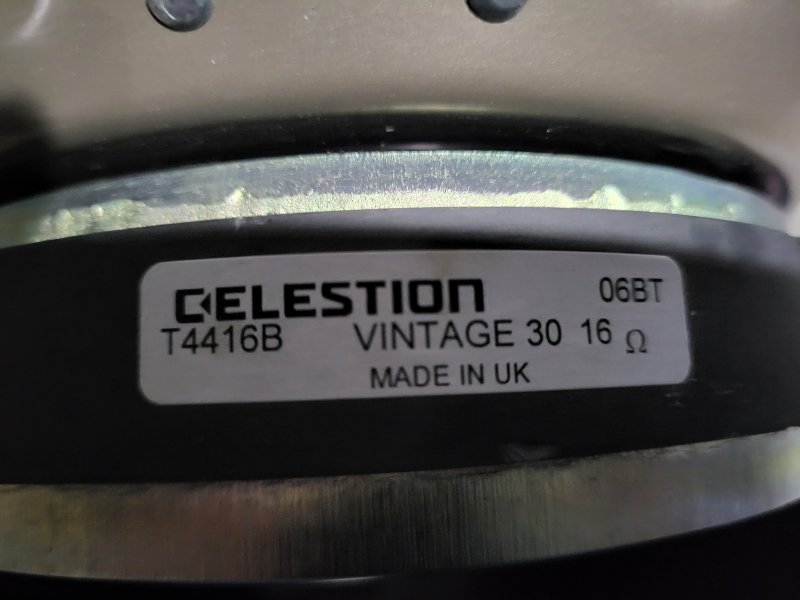 CELESTION 06BT
T4416B VINTAGE 30 16 Ω
MADE IN UK